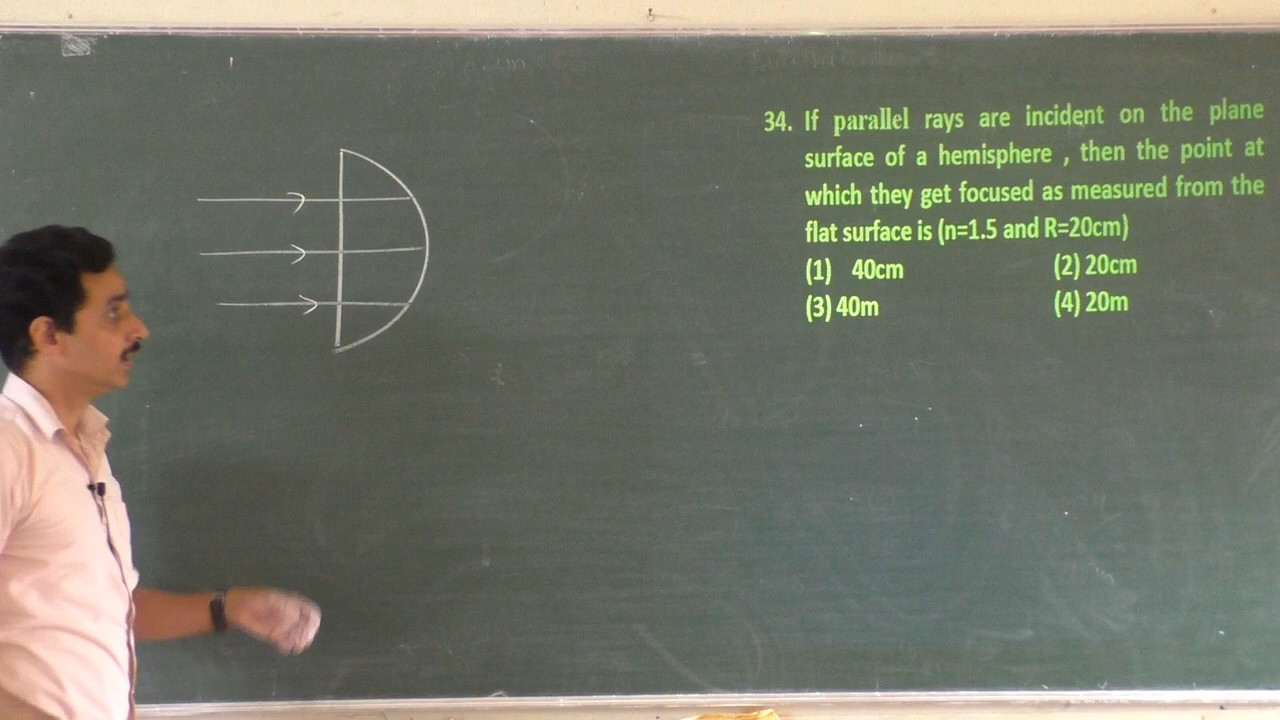 34. If parallel rays are incident on the plane
surface of a hemisphere , then the point at
which they get focused as measured from the
flat surface is (n=1.5 and R=20cm)
(1) 40cm (2) 20cm
(3) 40m (4) 20m